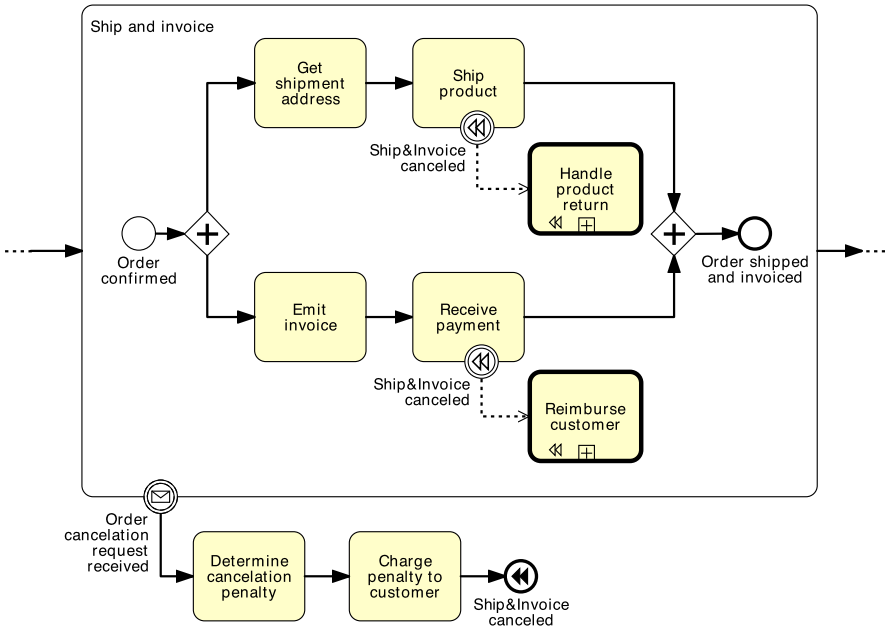 Ship and invoice
Get
shipment
address
Ship
product
Ship&Invoice
canceled
Handle
product
return
Order
confirmed
Order shipped
and invoiced
Emit
invoice
Receive
payment
Ship&Invoice
canceled
Reimburse
customer
Order
cancelation
request
received
Determine
cancelation
penalty
Charge
penalty to
customer
Ship&Invoice
canceled